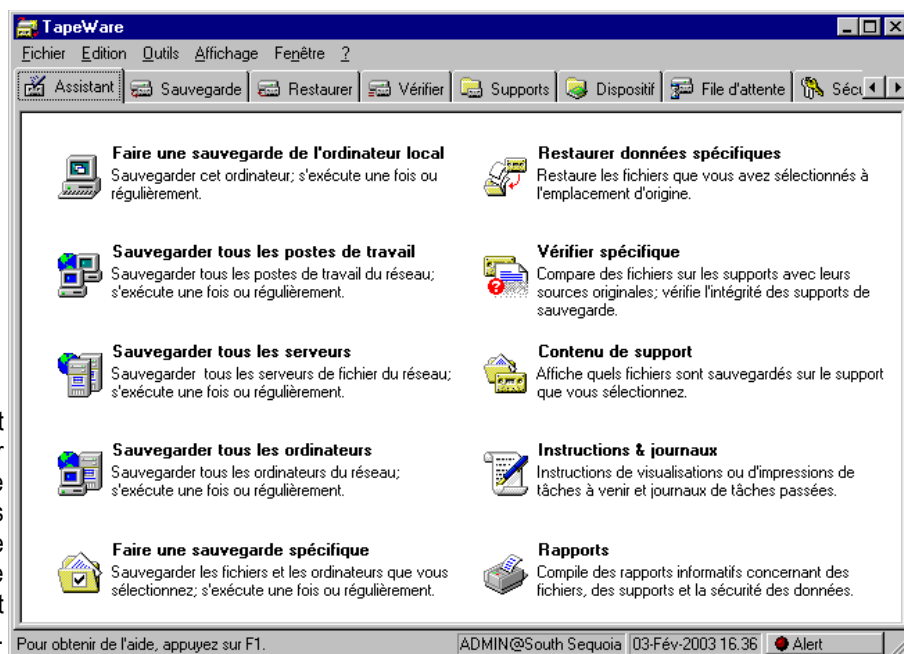 TapeWare
Fichier Edition Outils Affichage Fenêtre ?
Assistant Sauvegarde Restaurer Vérifier Supports Dispositif File d'attente Sécu
Faire une sauvegarde de l'ordinateur local
Sauvegarder cet ordinateur; s'exécute une fois ou
régulièrement.
Sauvegarder tous les postes de travail
Sauvegarder tous les postes de travail du réseau;
s'exécute une fois ou régulièrement.
Sauvegarder tous les serveurs
Sauvegarder tous les serveurs de fichier du réseau;
s'exécute une fois ou régulièrement.
Sauvegarder tous les ordinateurs
Sauvegarder tous les ordinateurs du réseau;
s'exécute une fois ou régulièrement.
Faire une sauvegarde spécifique
Sauvegarder les fichiers et les ordinateurs que vous
sélectionnez; s'exécute une fois ou régulièrement.
Restaurer données spécifiques
Restaure les fichiers que vous avez sélectionnés à
l'emplacement d'origine.
Vérifier spécifique
Compare des fichiers sur les supports avec leurs
sources originales; vérifie l'intégrité des supports de
sauvegarde.
Contenu de support
Affiche quels fichiers sont sauvegardés sur le support
que vous sélectionnez.
Instructions & journaux
Instructions de visualisations ou d'impressions de
tâches à venir et journaux de tâches passées.
Rapports
Compile des rapports informatifs concernant des
fichiers, des supports et la sécurité des données.
Pour obtenir de l'aide, appuyez sur F1. ADMIN@South Sequoia 03-Fév-2003 16.36 Alert